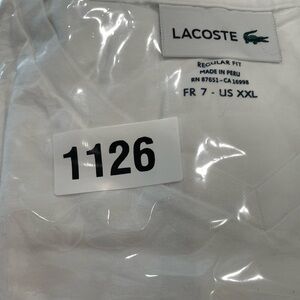 LACOSTE
REGULAR FIT
MADE IN PERU
RN 87651 - CA 16998
FR 7 - US XXL
1126